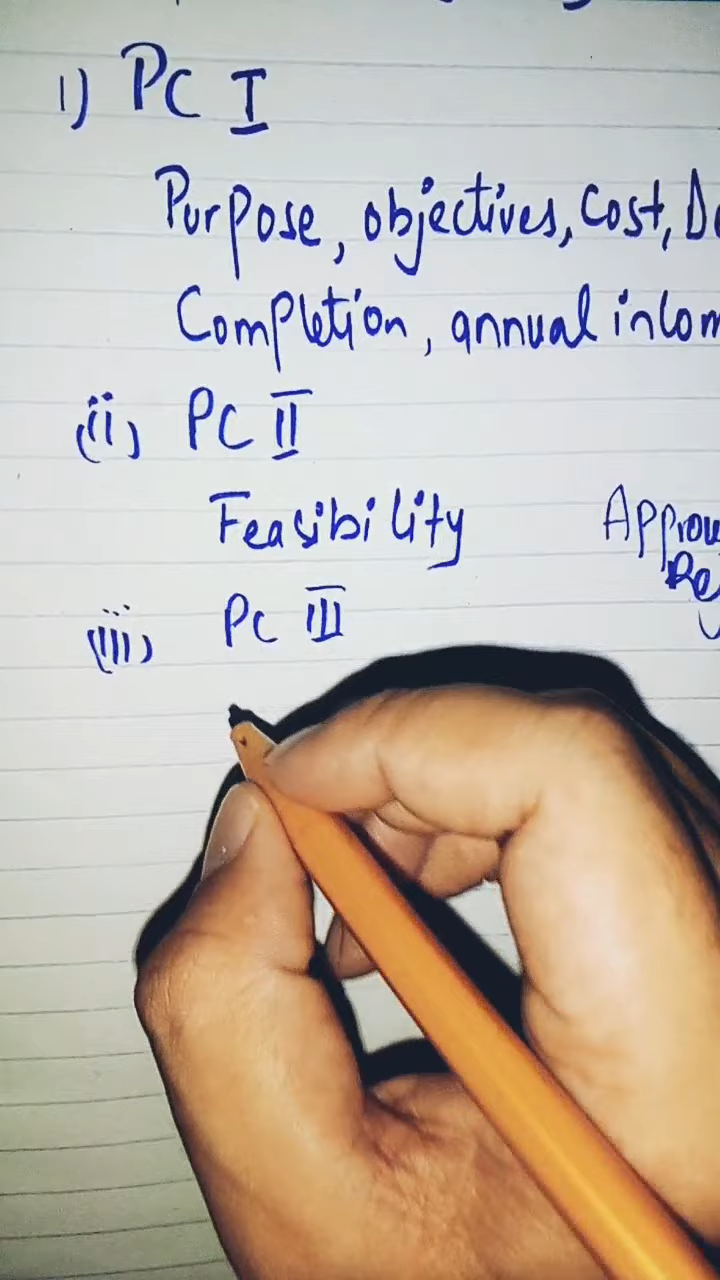 1) PC I
Purpose, objectives, Cost,
Completion, annual
(ii) PC II
Feasibility
(iii) PC III